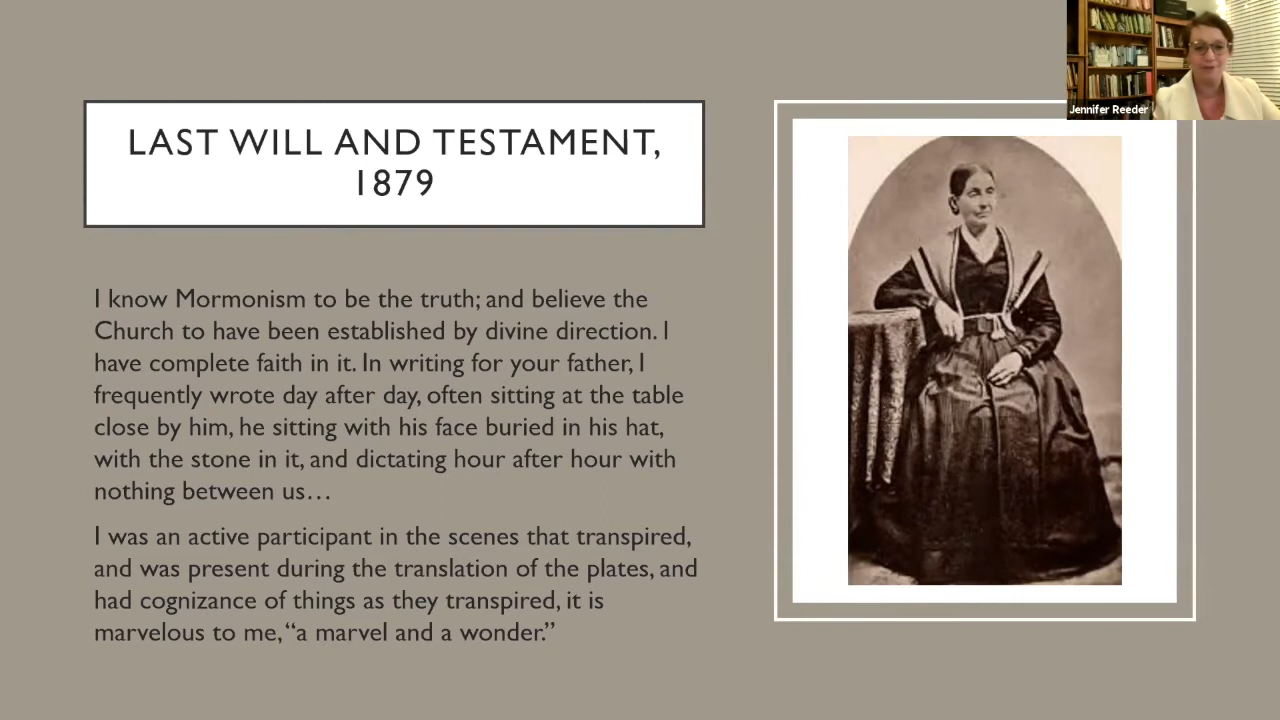 Jennifer Reeder
LAST WILL AND TESTAMENT,
1879
I know Mormonism to be the truth; and believe the
Church to have been established by divine direction. I
have complete faith in it. In writing for your father, I
frequently wrote day after day, often sitting at the table
close by him, he sitting with his face buried in his hat,
with the stone in it, and dictating hour after hour with
nothing between us…
I was an active participant in the scenes that transpired,
and was present during the translation of the plates, and
had cognizance of things as they transpired, it is
marvelous to me, “a marvel and a wonder.”